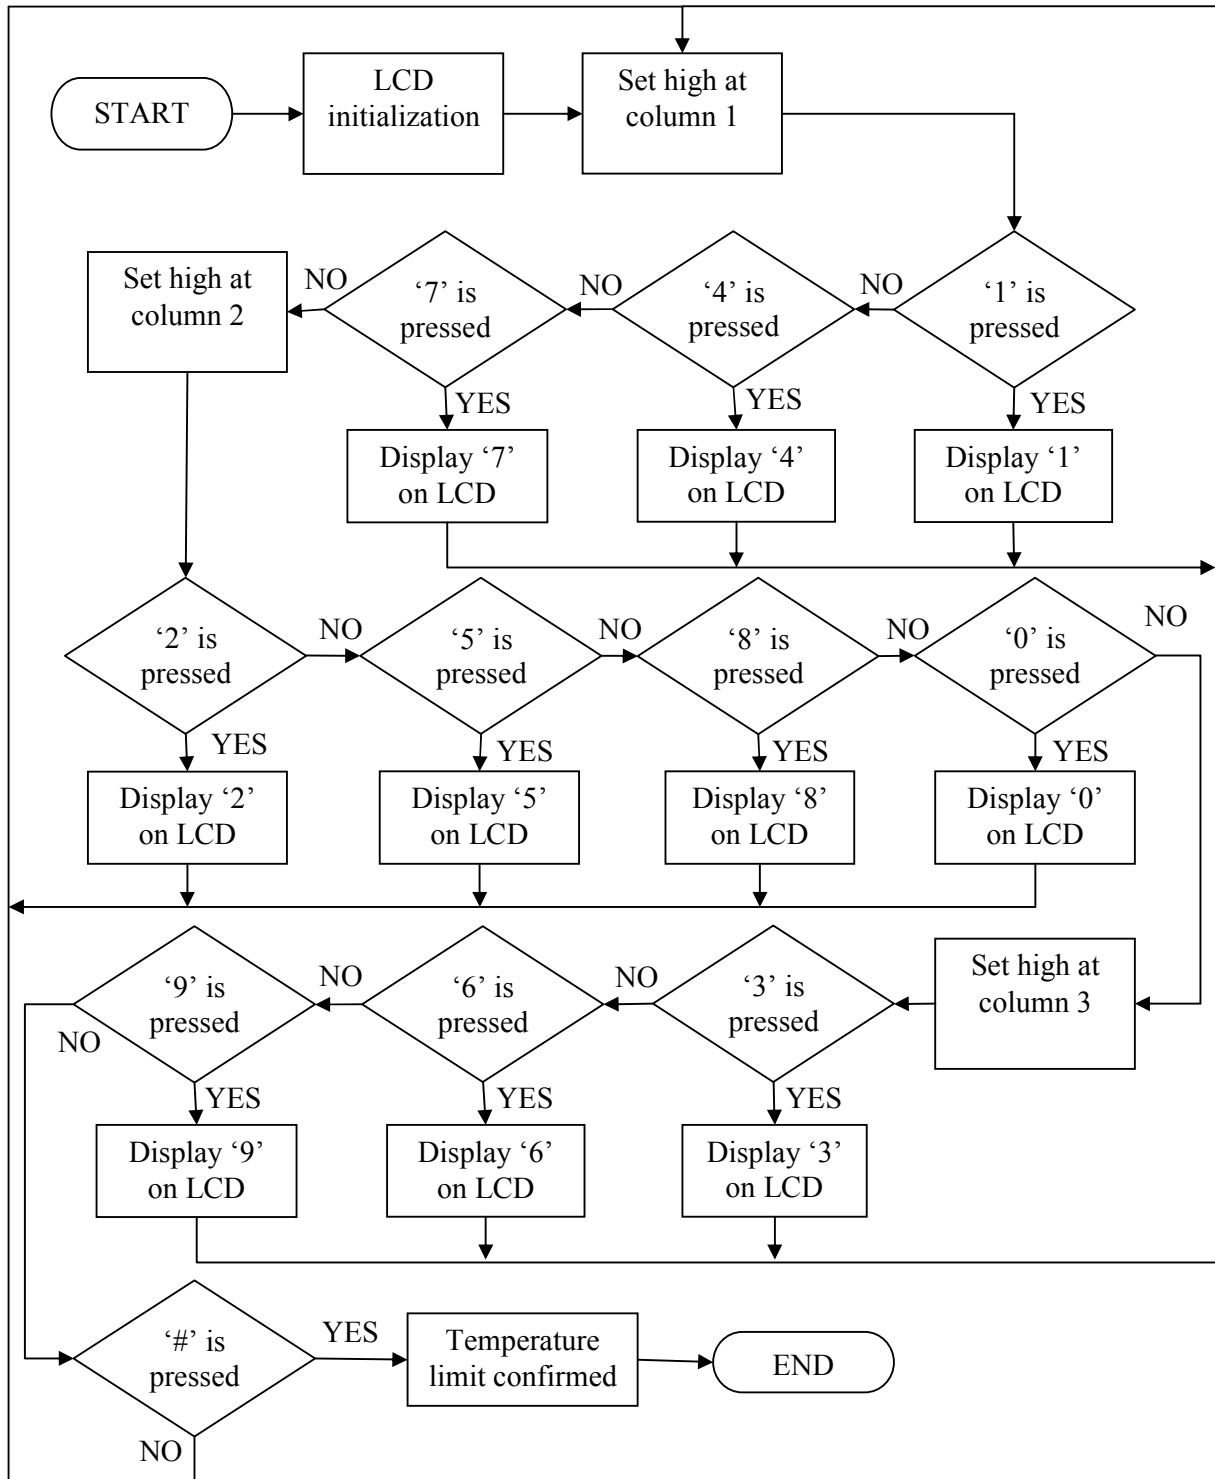 START
LCD
initialization
Set high at
column 1
Set high at
column 2
NO
‘7’ is
pressed
NO
‘4’ is
pressed
NO
‘1’ is
pressed
YES
YES
YES
Display ‘7’
on LCD
Display ‘4’
on LCD
Display ‘1’
on LCD
‘2’ is
pressed
NO
‘5’ is
pressed
NO
‘8’ is
pressed
NO
‘0’ is
pressed
NO
YES
YES
YES
YES
Display ‘2’
on LCD
Display ‘5’
on LCD
Display ‘8’
on LCD
Display ‘0’
on LCD
‘9’ is
pressed
NO
NO
‘6’ is
pressed
NO
‘3’ is
pressed
Set high at
column 3
YES
YES
YES
Display ‘9’
on LCD
Display ‘6’
on LCD
Display ‘3’
on LCD
‘#’ is
pressed
YES
Temperature
limit confirmed
END
NO